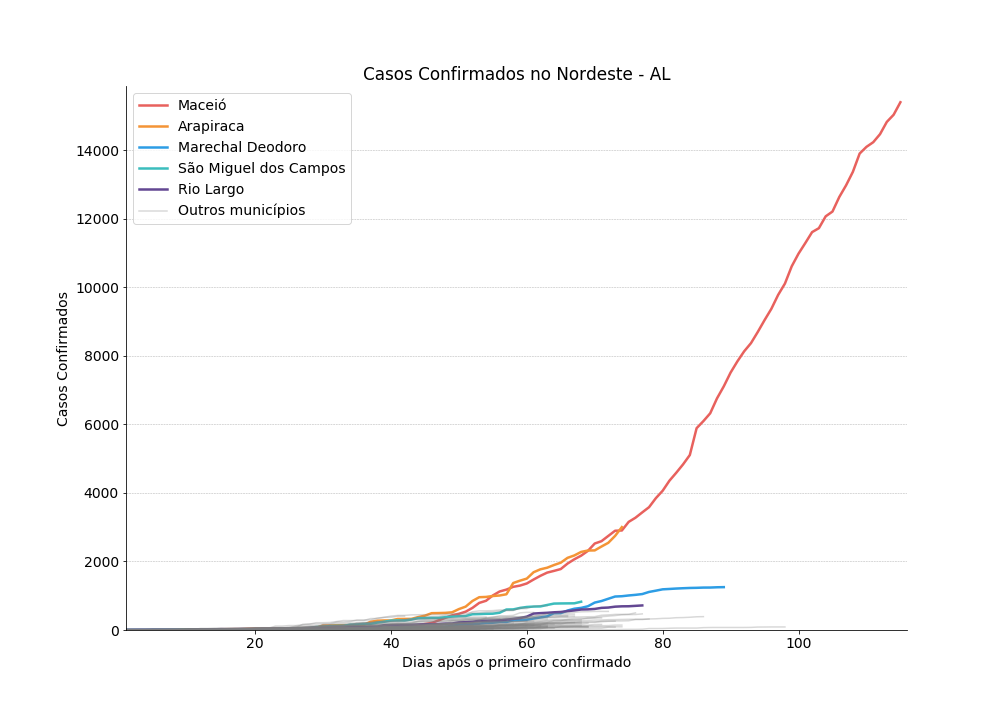 Casos Confirmados no Nordeste - AL
Maceió
Arapiraca
Marechal Deodoro
São Miguel dos Campos
Rio Largo
Outros municípios
14000
12000
10000
8000
6000
4000
2000
0
Casos Confirmados
20
40
60
80
100
Dias após o primeiro confirmado